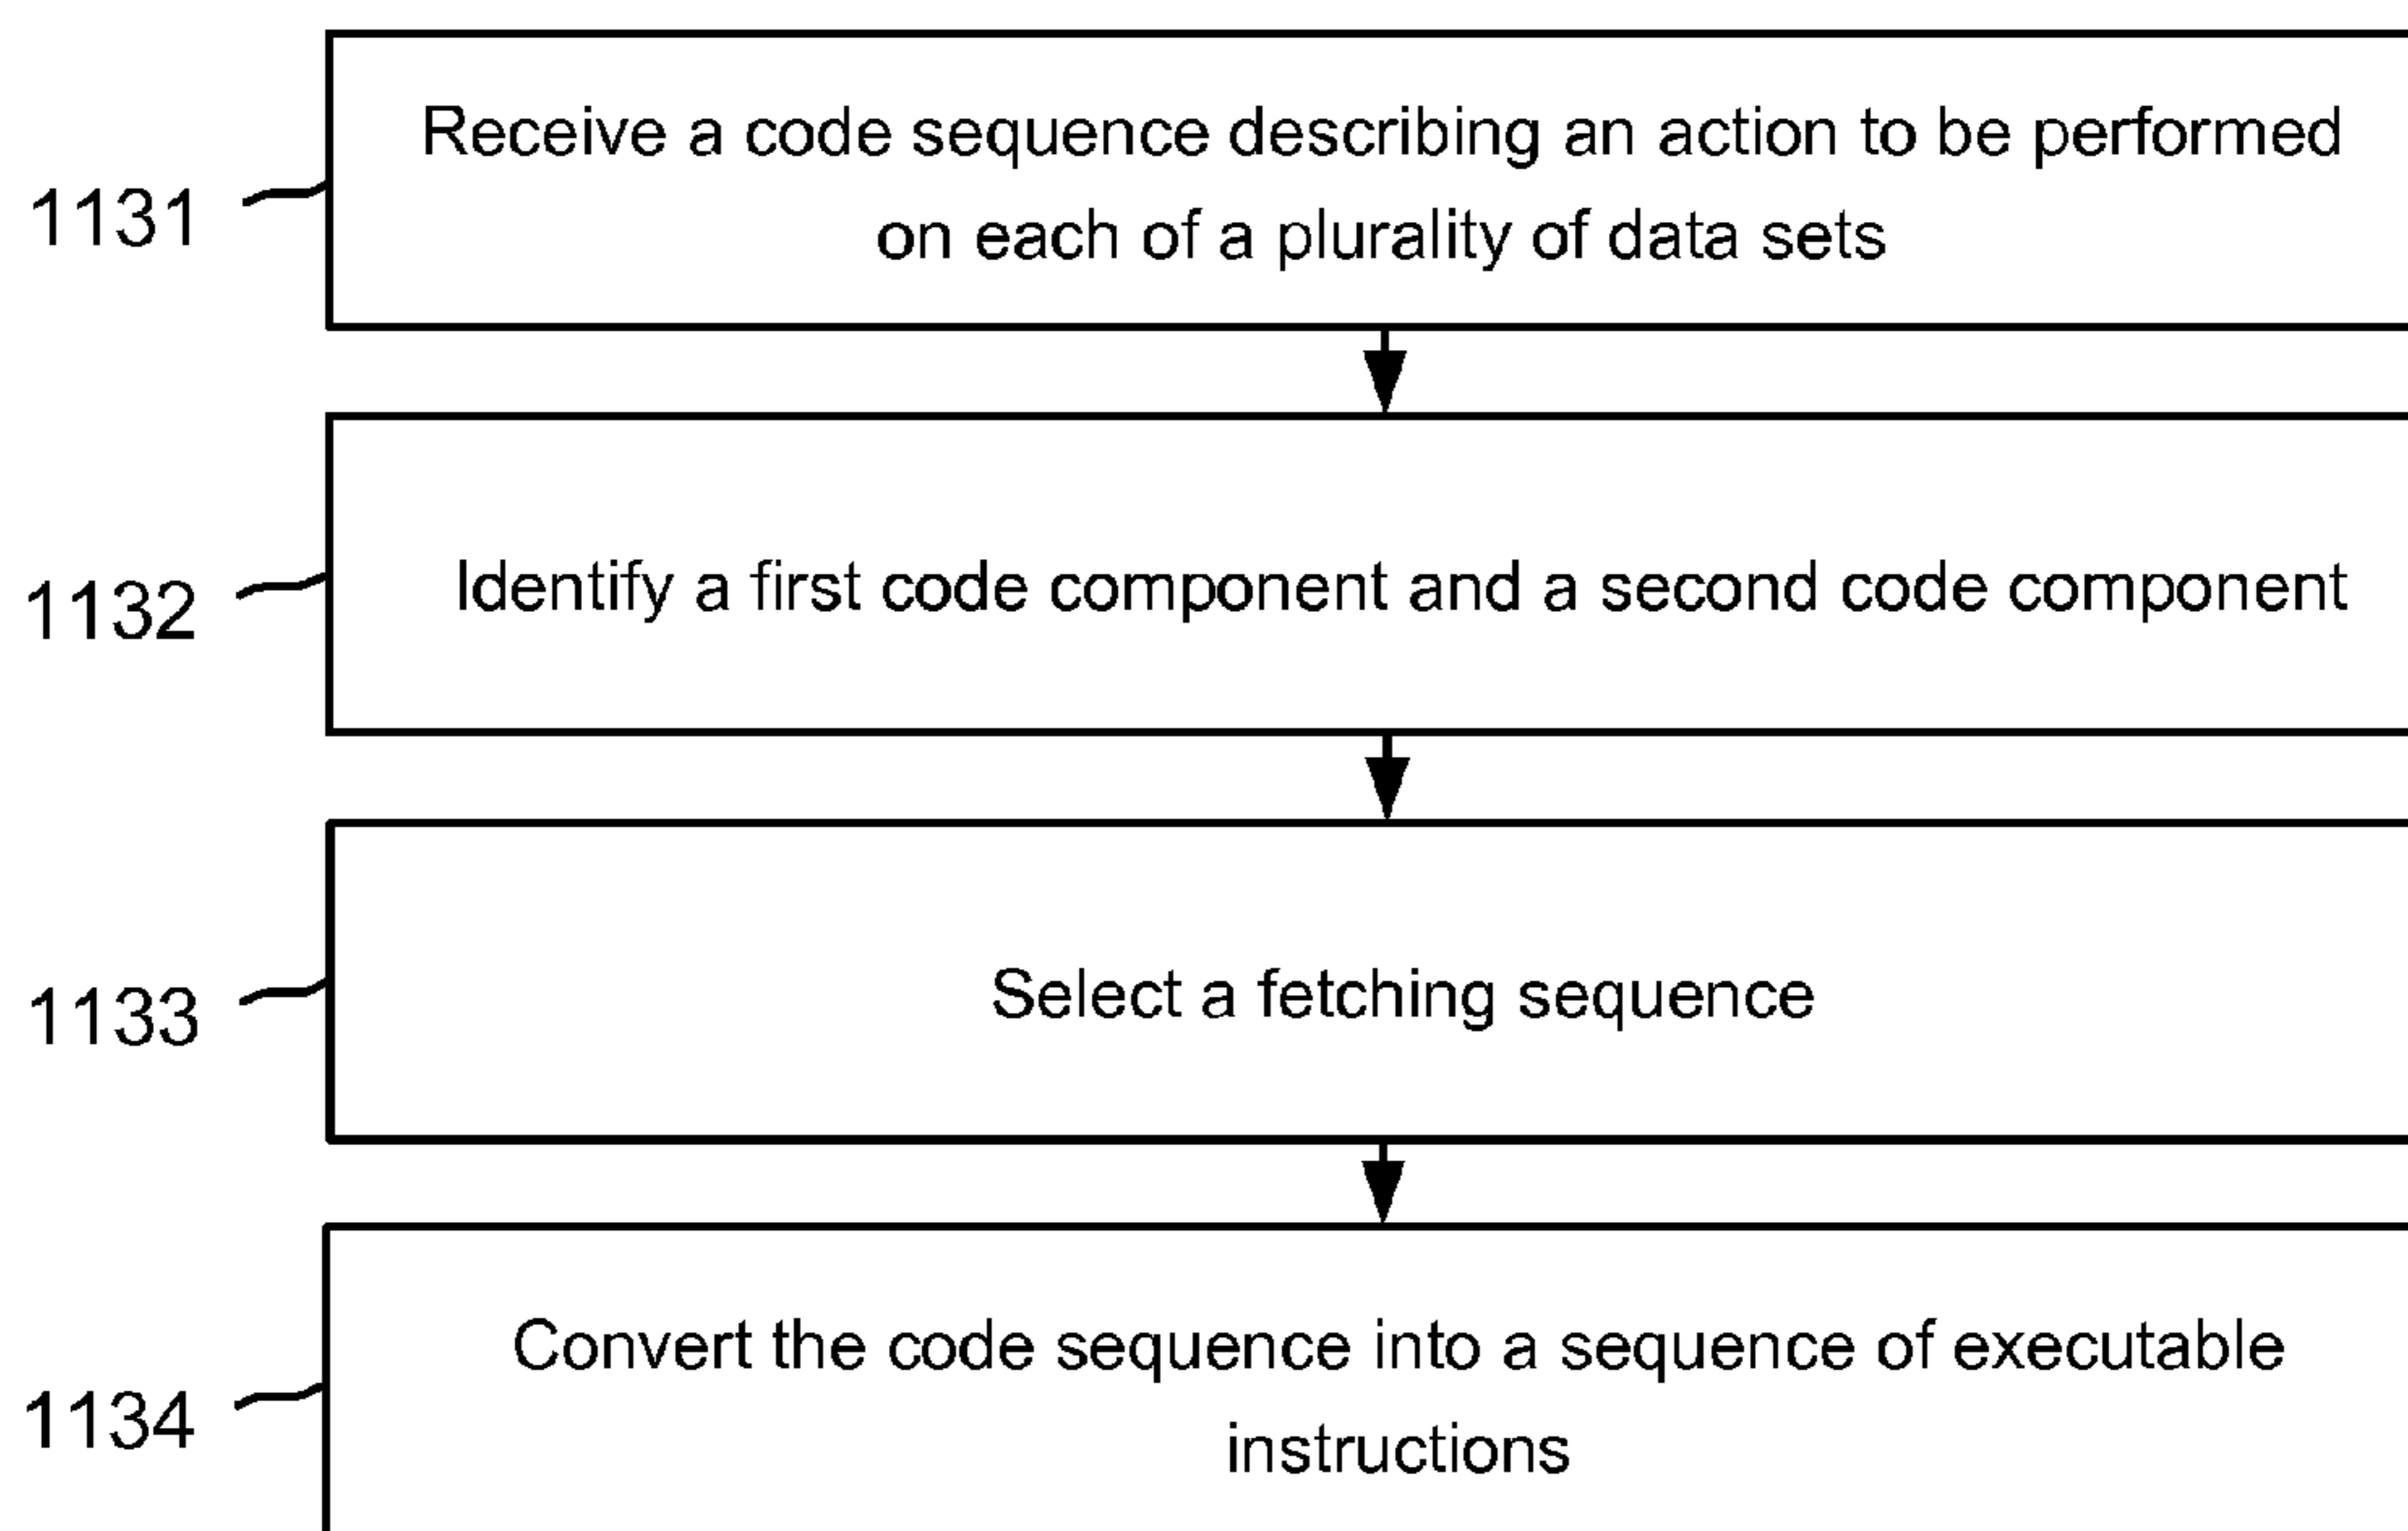 Receive a code sequence describing an action to be performed
on each of a plurality of data sets
1131
Identify a first code component and a second code component
1132
Select a fetching sequence
1133
Convert the code sequence into a sequence of executable
instructions
1134